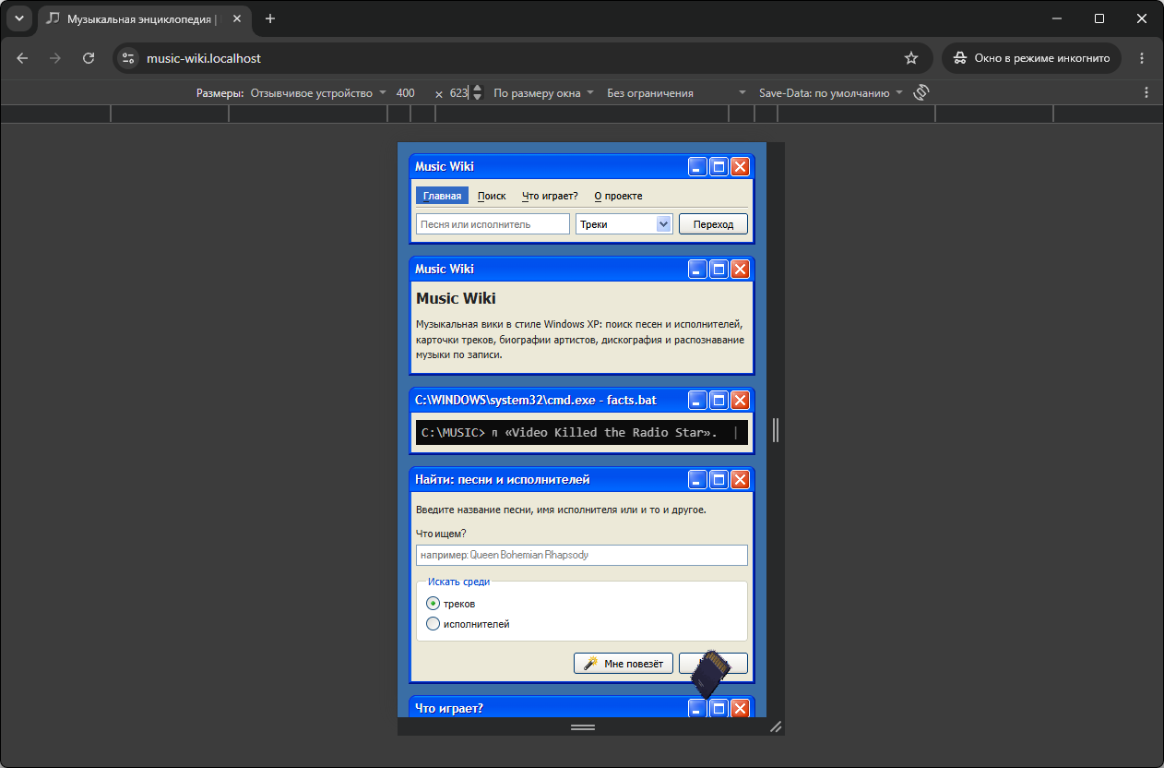 Музыкальная энциклопедия |
music-wiki.localhost
Окно в режиме инкогнито
Размеры: Отзывчивое устройство 400 × 623 По размеру окна Без ограничения Save-Data: по умолчанию
Music Wiki
Главная Поиск Что играет? О проекте
Песня или исполнитель Треки Переход
Music Wiki
Music Wiki
Музыкальная вики в стиле Windows XP: поиск песен и исполнителей,
карточки треков, биографии артистов, дискография и распознавание
музыки по записи.
C:\WINDOWS\system32\cmd.exe - facts.bat
C:\MUSIC> п «Video Killed the Radio Star». |
Найти: песни и исполнителей
Введите название песни, имя исполнителя или и то и другое.
Что ищем?
например: Queen Bohemian Rhapsody
Искать среди
треков
исполнителей
Мне повезёт
Что играет?